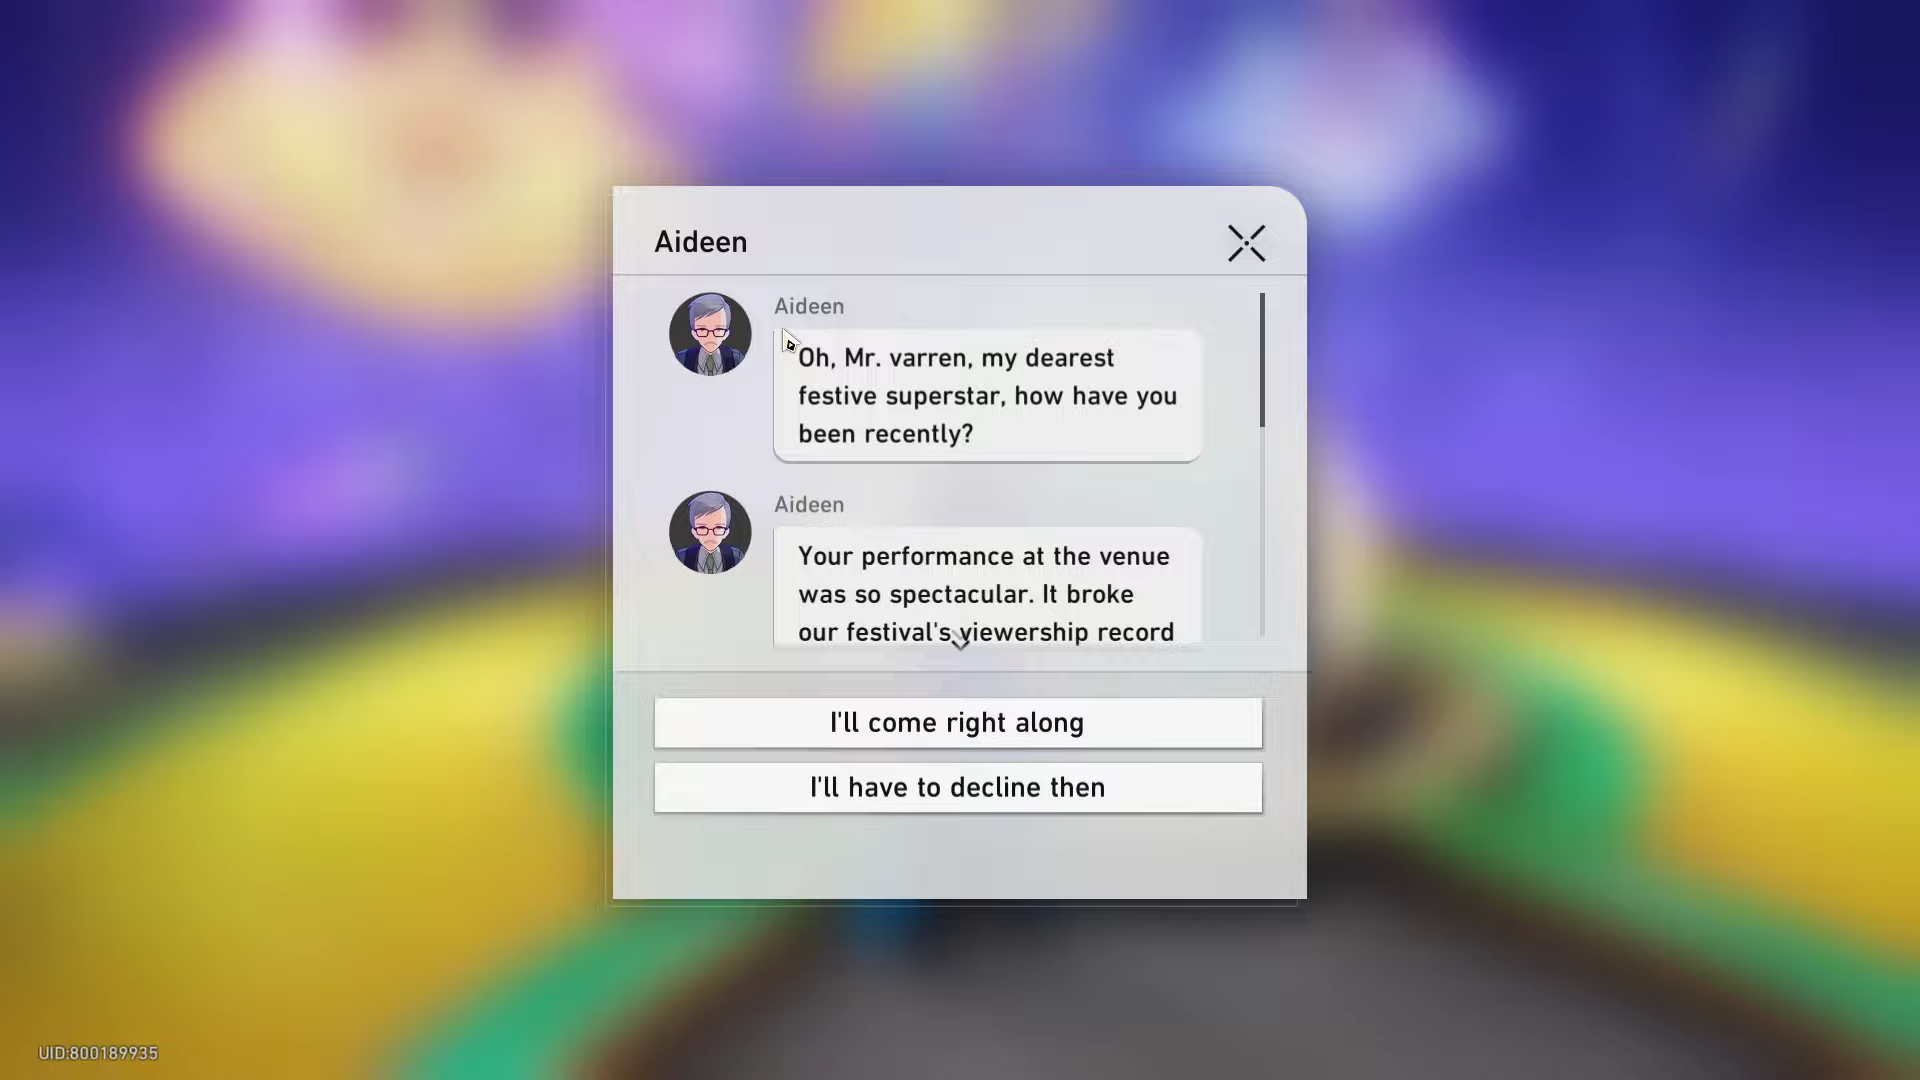 Aideen
Aideen
Oh, Mr. varren, my dearest
festive superstar, how have you
been recently?
Aideen
Your performance at the venue
was so spectacular. It broke
our festival's viewership record
I'll come right along
I'll have to decline then
UID:800189935